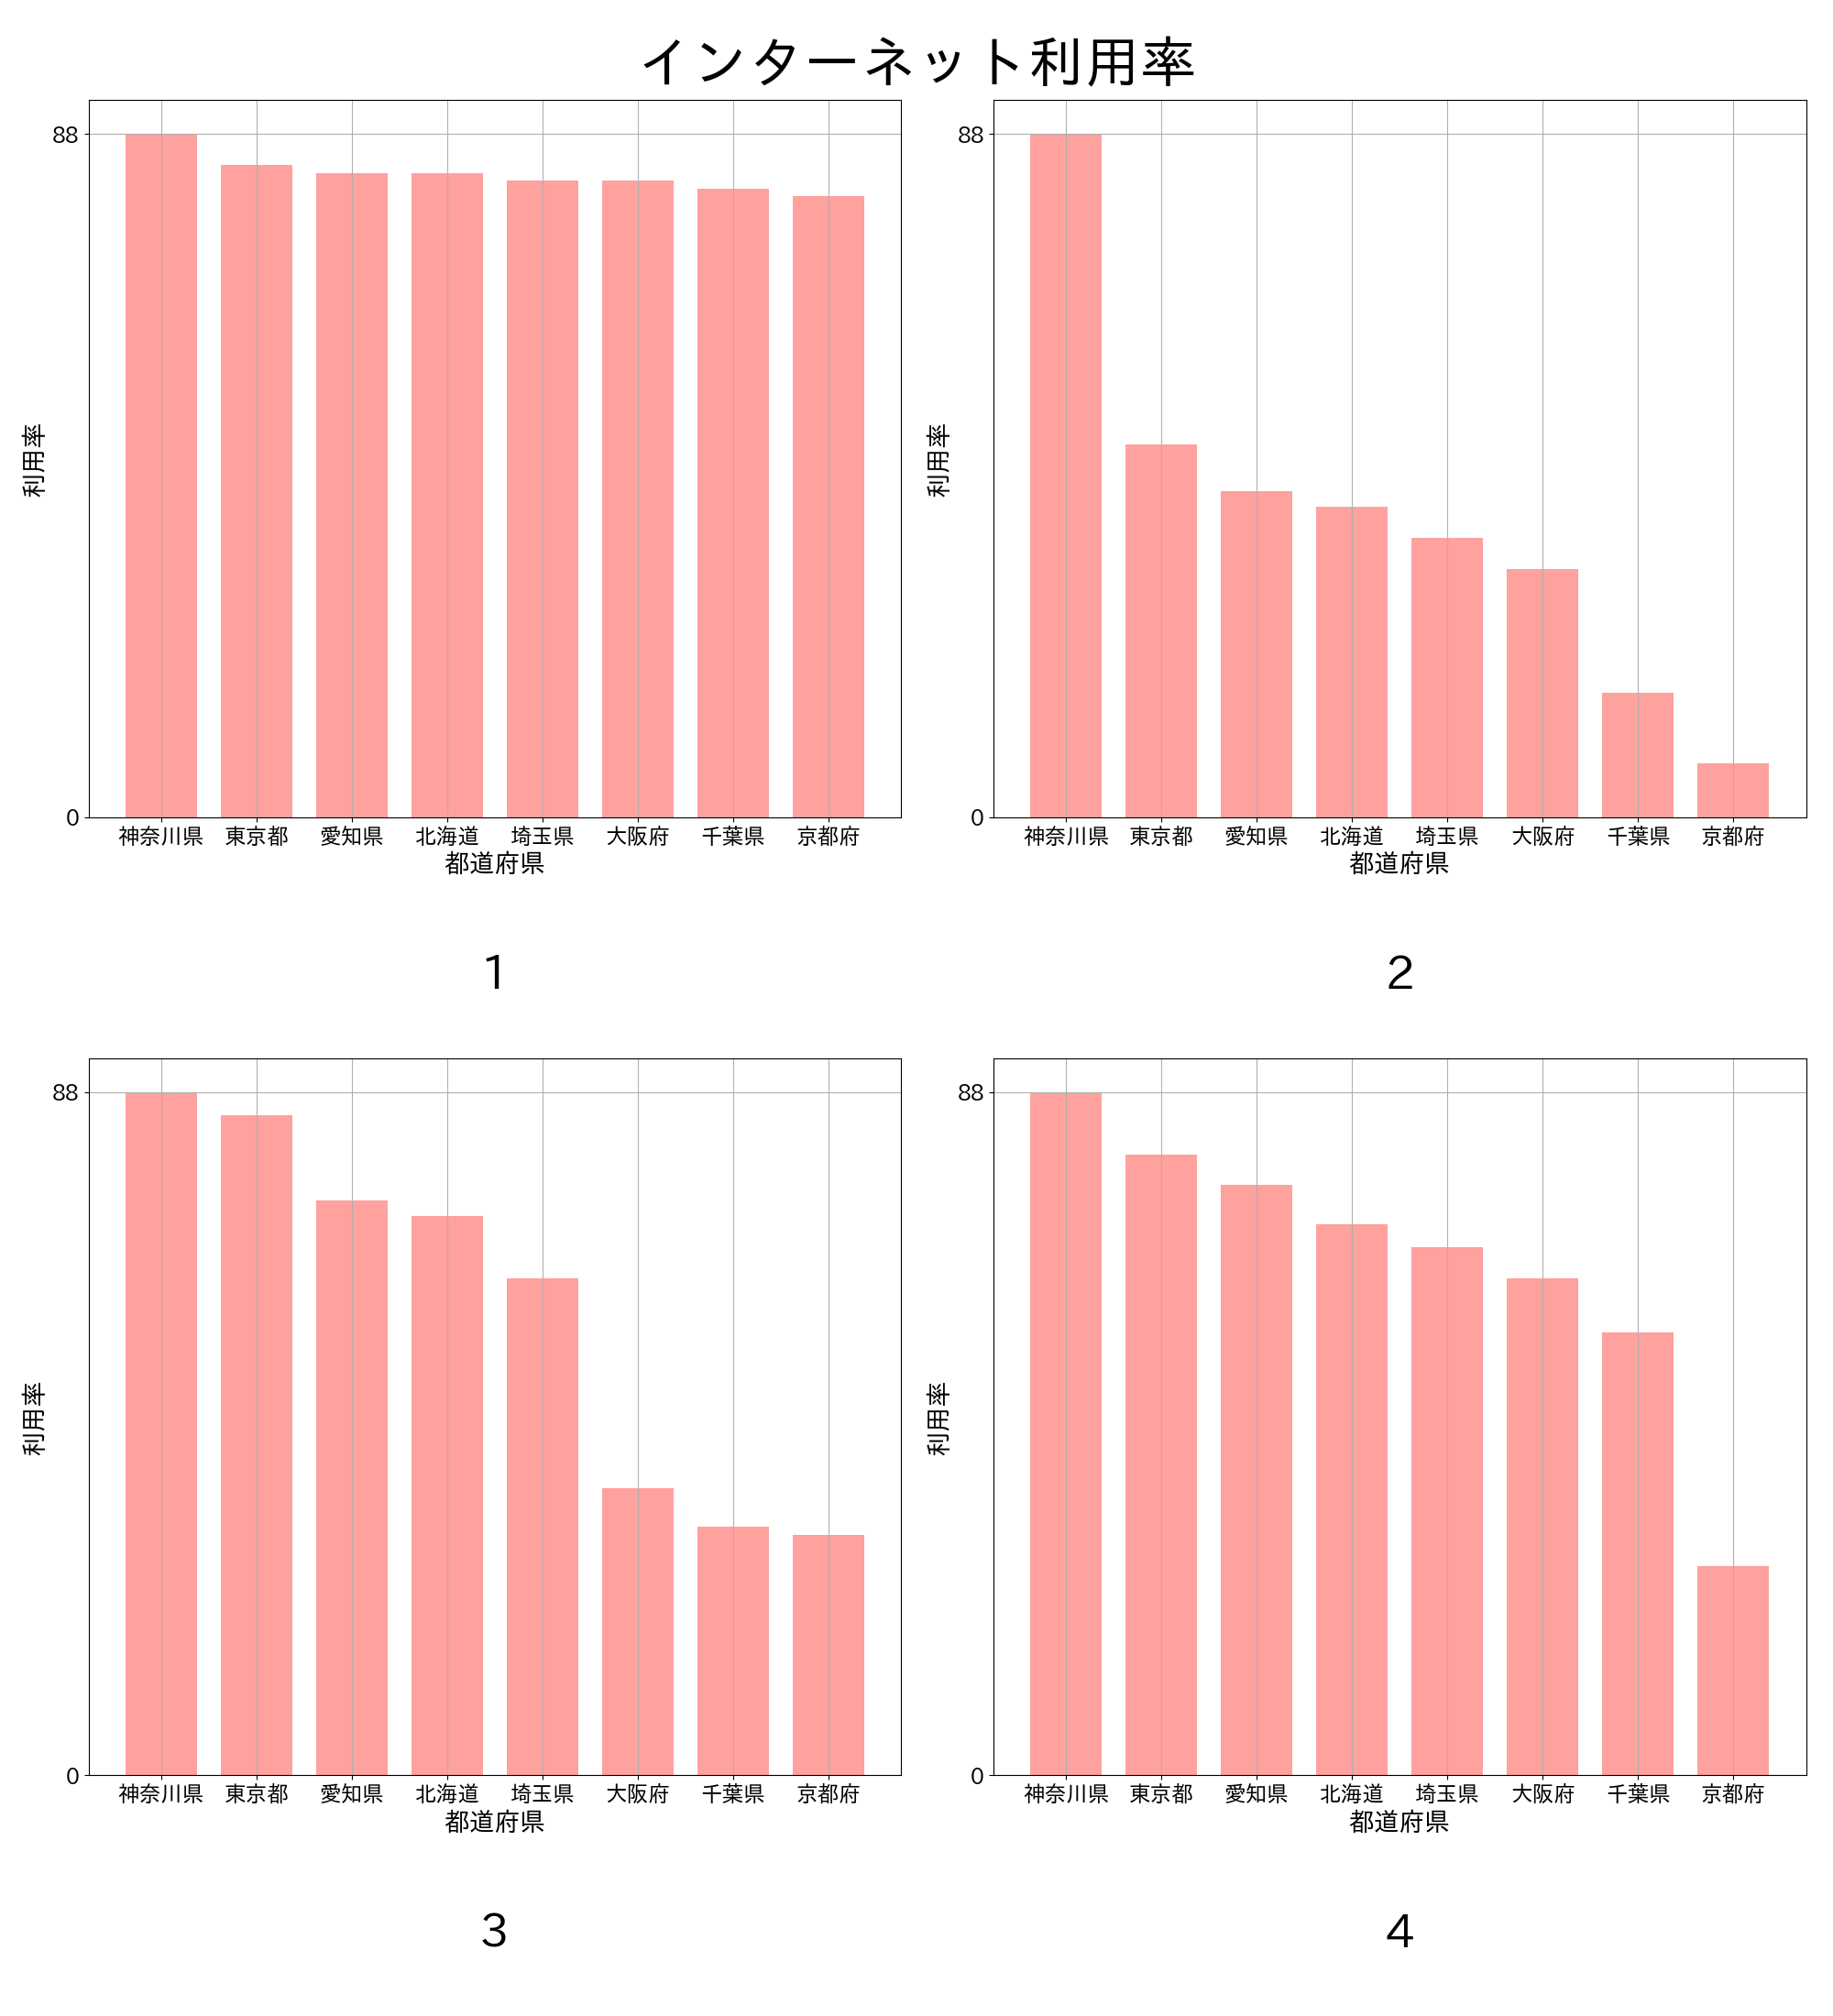 インターネット利用率
88
0
利用率
神奈川県 東京都 愛知県 北海道 埼玉県 大阪府 千葉県 京都府
都道府県
1
88
0
利用率
神奈川県 東京都 愛知県 北海道 埼玉県 大阪府 千葉県 京都府
都道府県
2
88
0
利用率
神奈川県 東京都 愛知県 北海道 埼玉県 大阪府 千葉県 京都府
都道府県
3
88
0
利用率
神奈川県 東京都 愛知県 北海道 埼玉県 大阪府 千葉県 京都府
都道府県
4